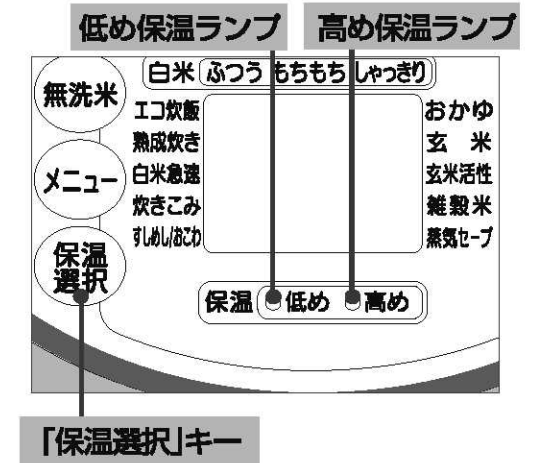 低め保温ランプ 高め保温ランプ
無洗米
白米 ふつう もちもち しゃっきり
エコ炊飯
熟成炊き
白米急速
炊きこみ
すしめし/おこわ
おかゆ
玄 米
玄米活性
雑穀米
蒸気セーブ
メニュー
保温
選択
保温 低め 高め
「保温選択」キー